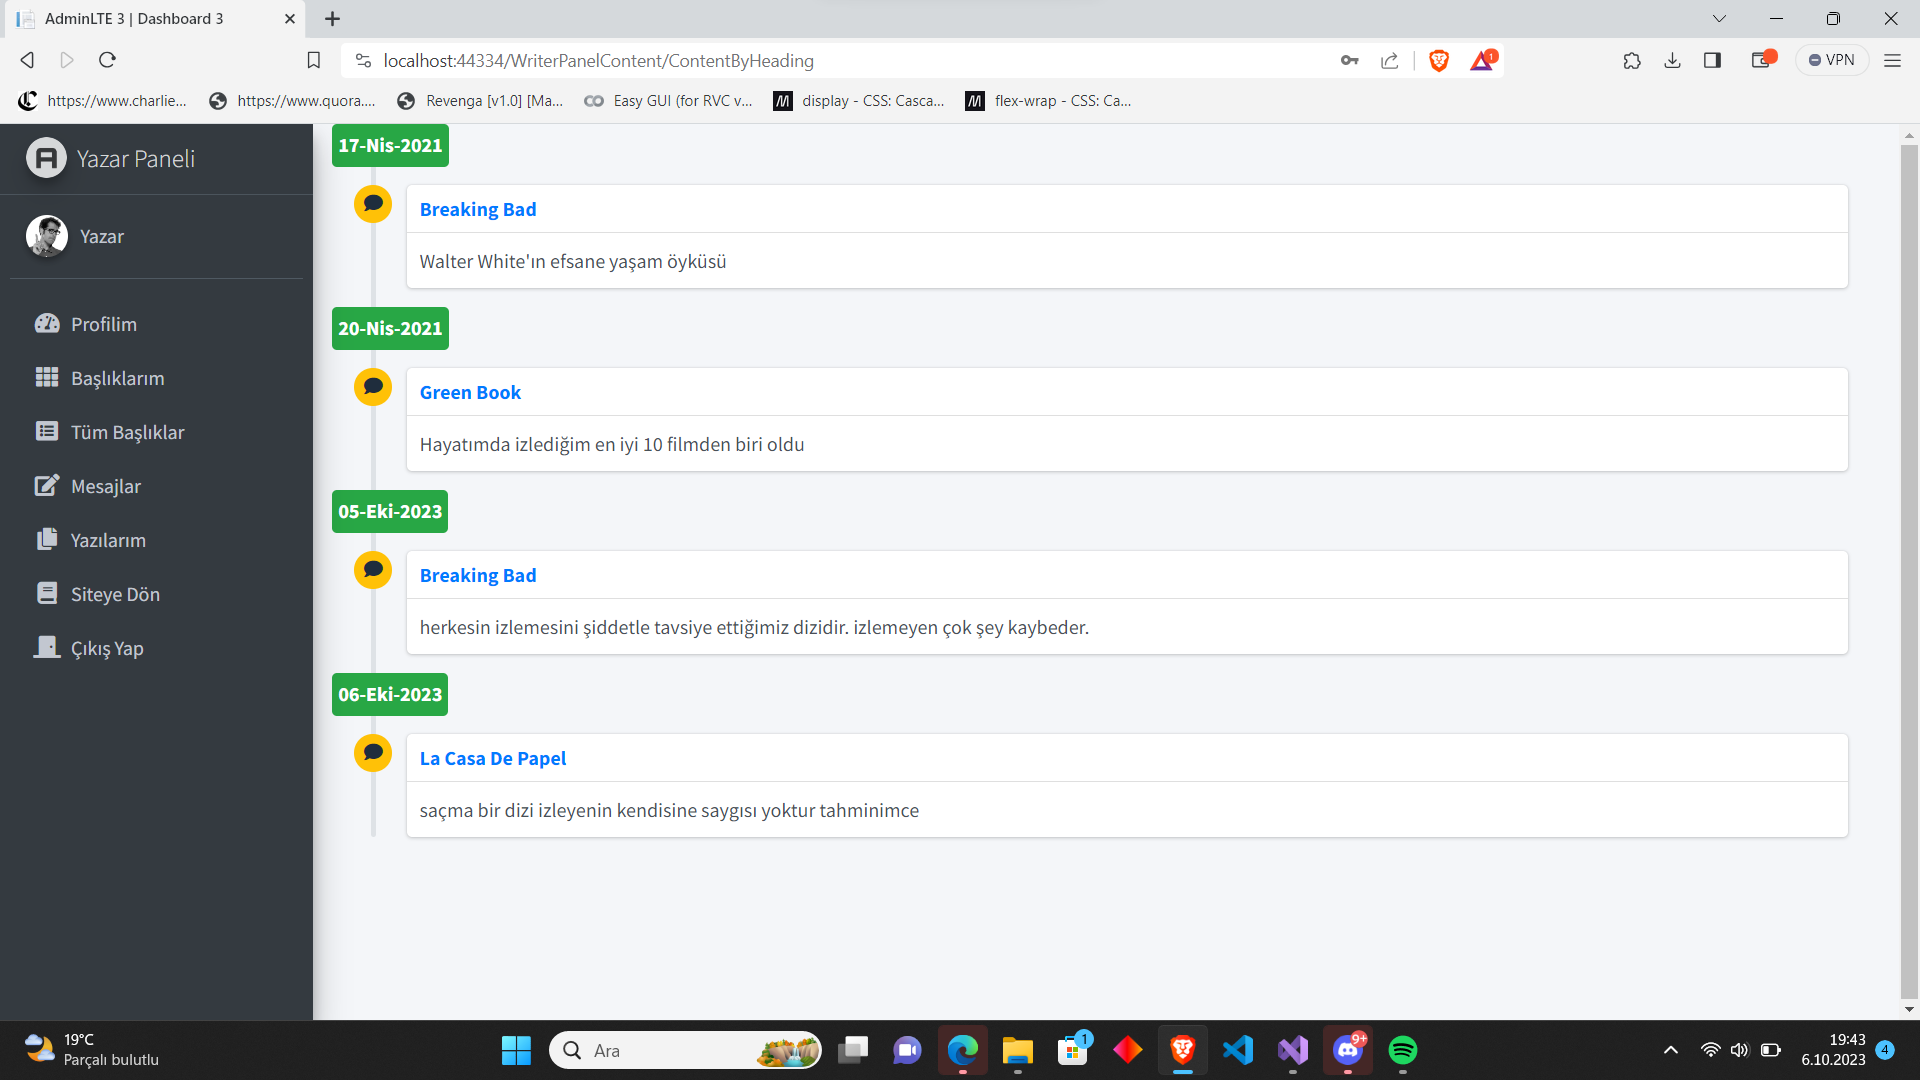 AdminLTE 3 | Dashboard 3
localhost:44334/WriterPanelContent/ContentByHeading
1
VPN
https://www.charlie...
https://www.quora....
Revenga [v1.0] [Ma...
Easy GUI (for RVC v...
display - CSS: Casca...
flex-wrap - CSS: Ca...
Yazar Paneli
Yazar
Profilim
Başlıklarım
Tüm Başlıklar
Mesajlar
Yazılarım
Siteye Dön
Çıkış Yap
17-Nis-2021
Breaking Bad
Walter White'ın efsane yaşam öyküsü
20-Nis-2021
Green Book
Hayatımda izlediğim en iyi 10 filmden biri oldu
05-Eki-2023
Breaking Bad
herkesin izlemesini şiddetle tavsiye ettiğimiz dizidir. izlemeyen çok şey kaybeder.
06-Eki-2023
La Casa De Papel
saçma bir dizi izleyenin kendisine saygısı yoktur tahminimce
19°C
Parçalı bulutlu
Ara
1
9+
19:43
6.10.2023
4